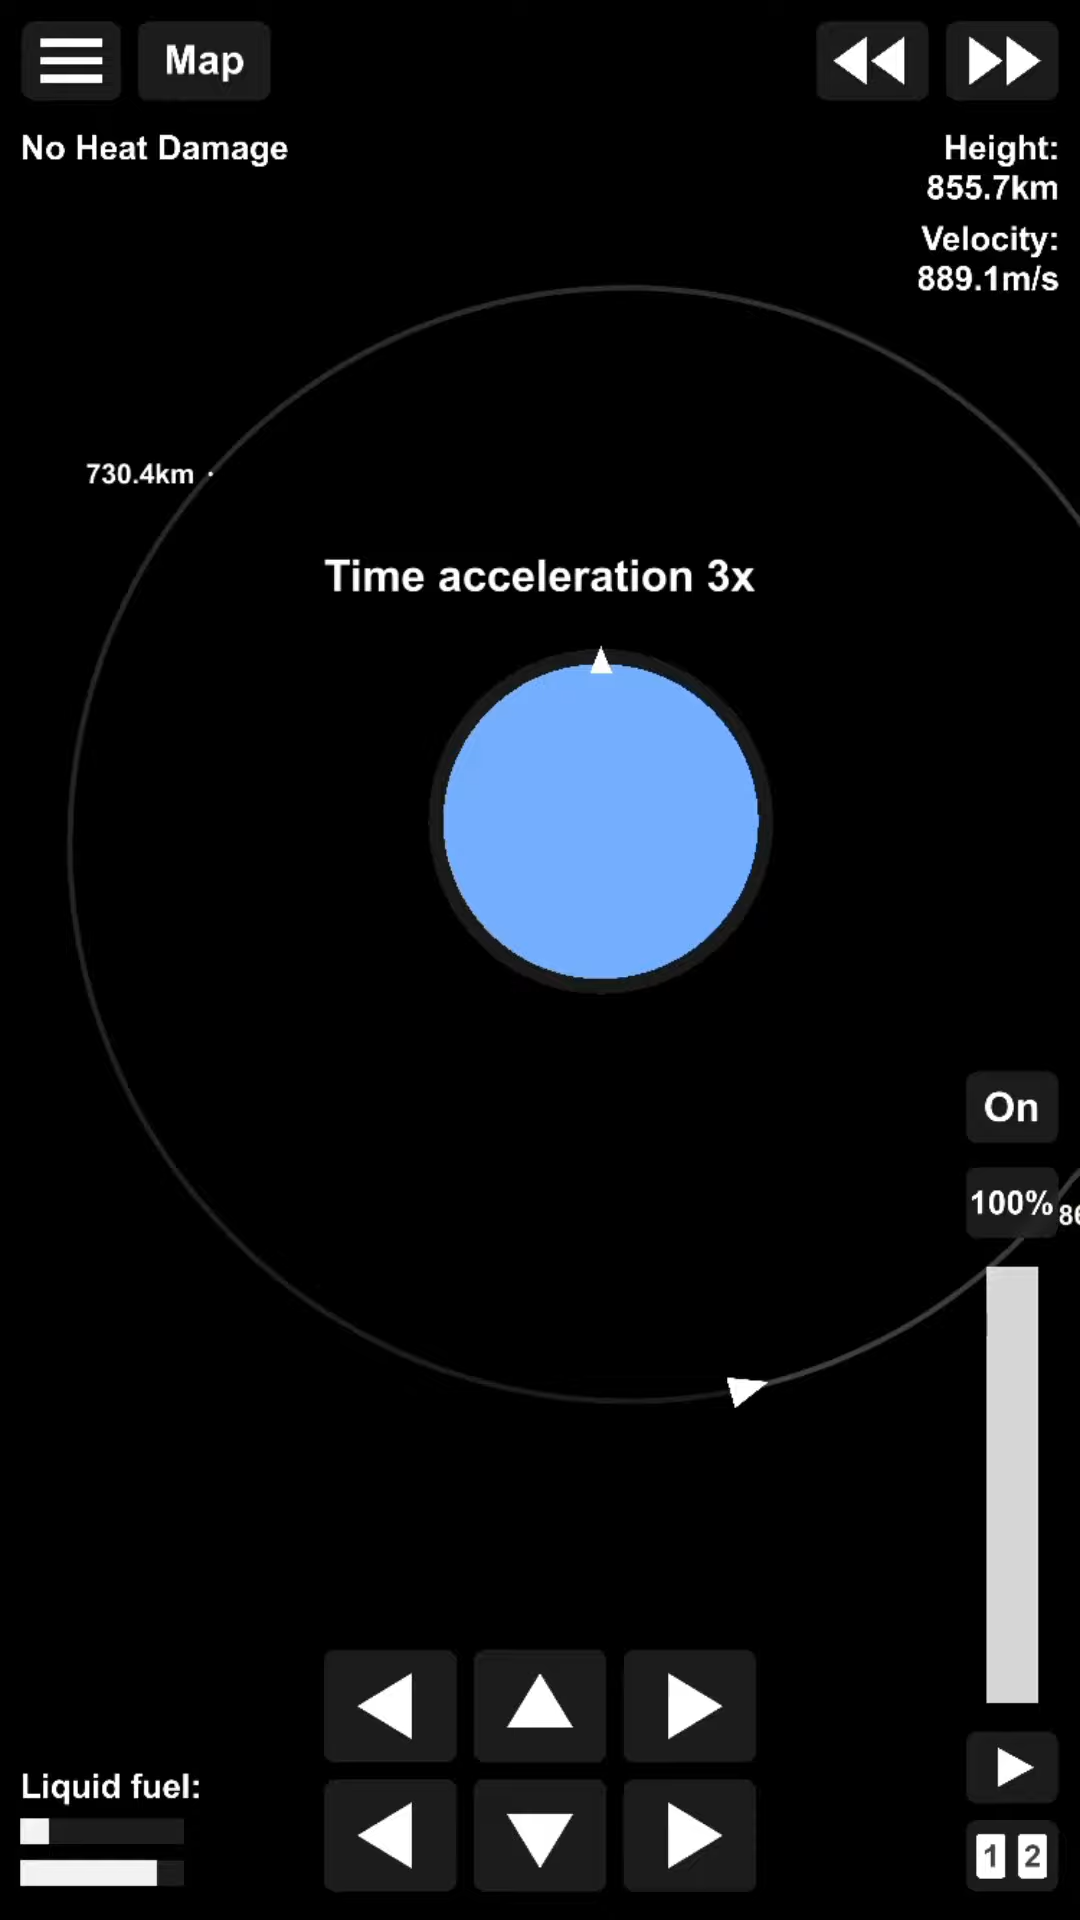 Map
No Heat Damage
Height:
855.7km
Velocity:
889.1m/s
730.4km
Time acceleration 3x
On
100%
Liquid fuel:
1 2